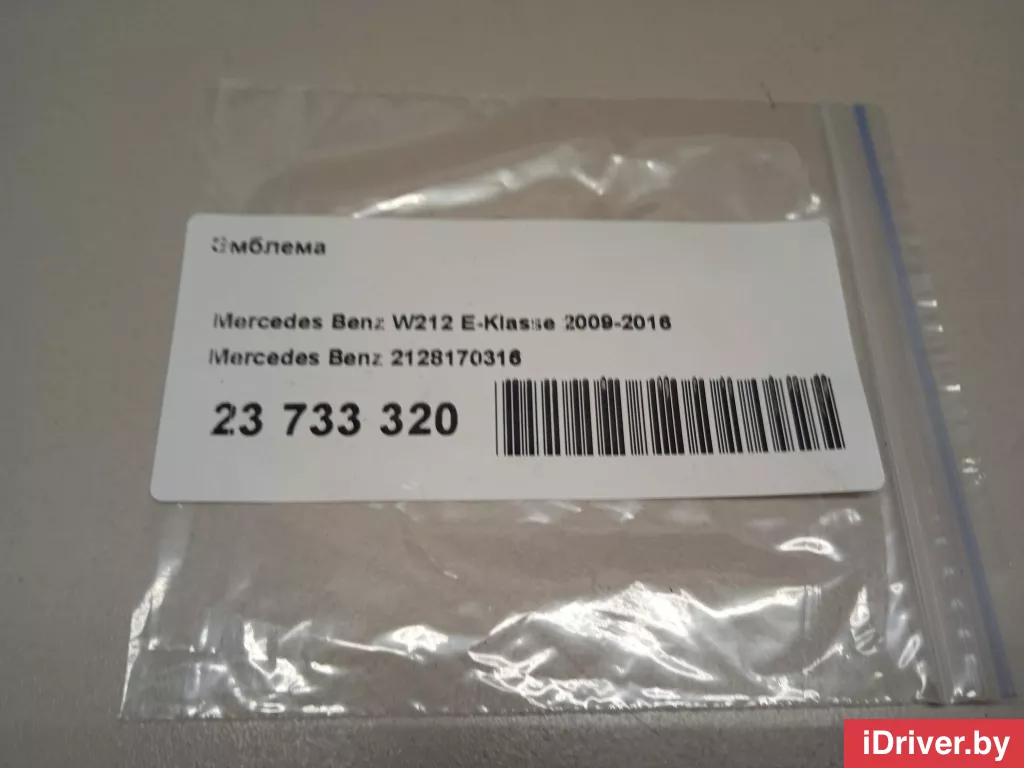 Эмблема
Mercedes Benz W212 E-Klasse 2009-2016
Mercedes Benz 2128170316
23 733 320
iDriver.by